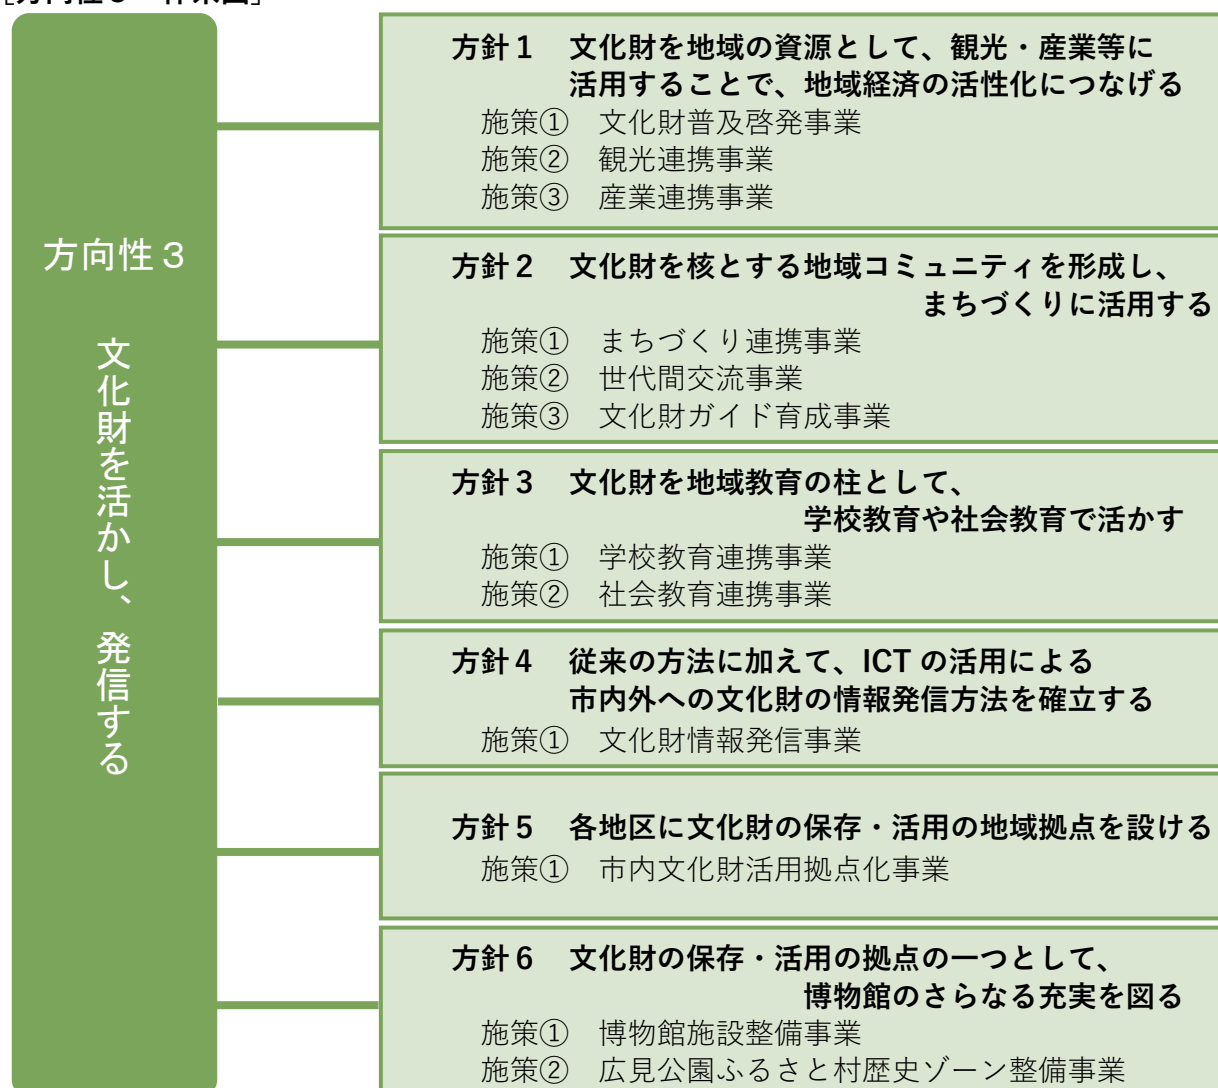 方向性３
文化財を活かし、発信する
方針１　文化財を地域の資源として、観光・産業等に
活用することで、地域経済の活性化につなげる
施策①　文化財普及啓発事業
施策②　観光連携事業
施策③　産業連携事業
方針２　文化財を核とする地域コミュニティを形成し、
まちづくりに活用する
施策①　まちづくり連携事業
施策②　世代間交流事業
施策③　文化財ガイド育成事業
方針３　文化財を地域教育の柱として、
学校教育や社会教育で活かす
施策①　学校教育連携事業
施策②　社会教育連携事業
方針４　従来の方法に加えて、ICT の活用による
市内外への文化財の情報発信方法を確立する
施策①　文化財情報発信事業
方針５　各地区に文化財の保存・活用の地域拠点を設ける
施策①　市内文化財活用拠点化事業
方針６　文化財の保存・活用の拠点の一つとして、
博物館のさらなる充実を図る
施策①　博物館施設整備事業
施策②　広見公園ふるさと村歴史ゾーン整備事業